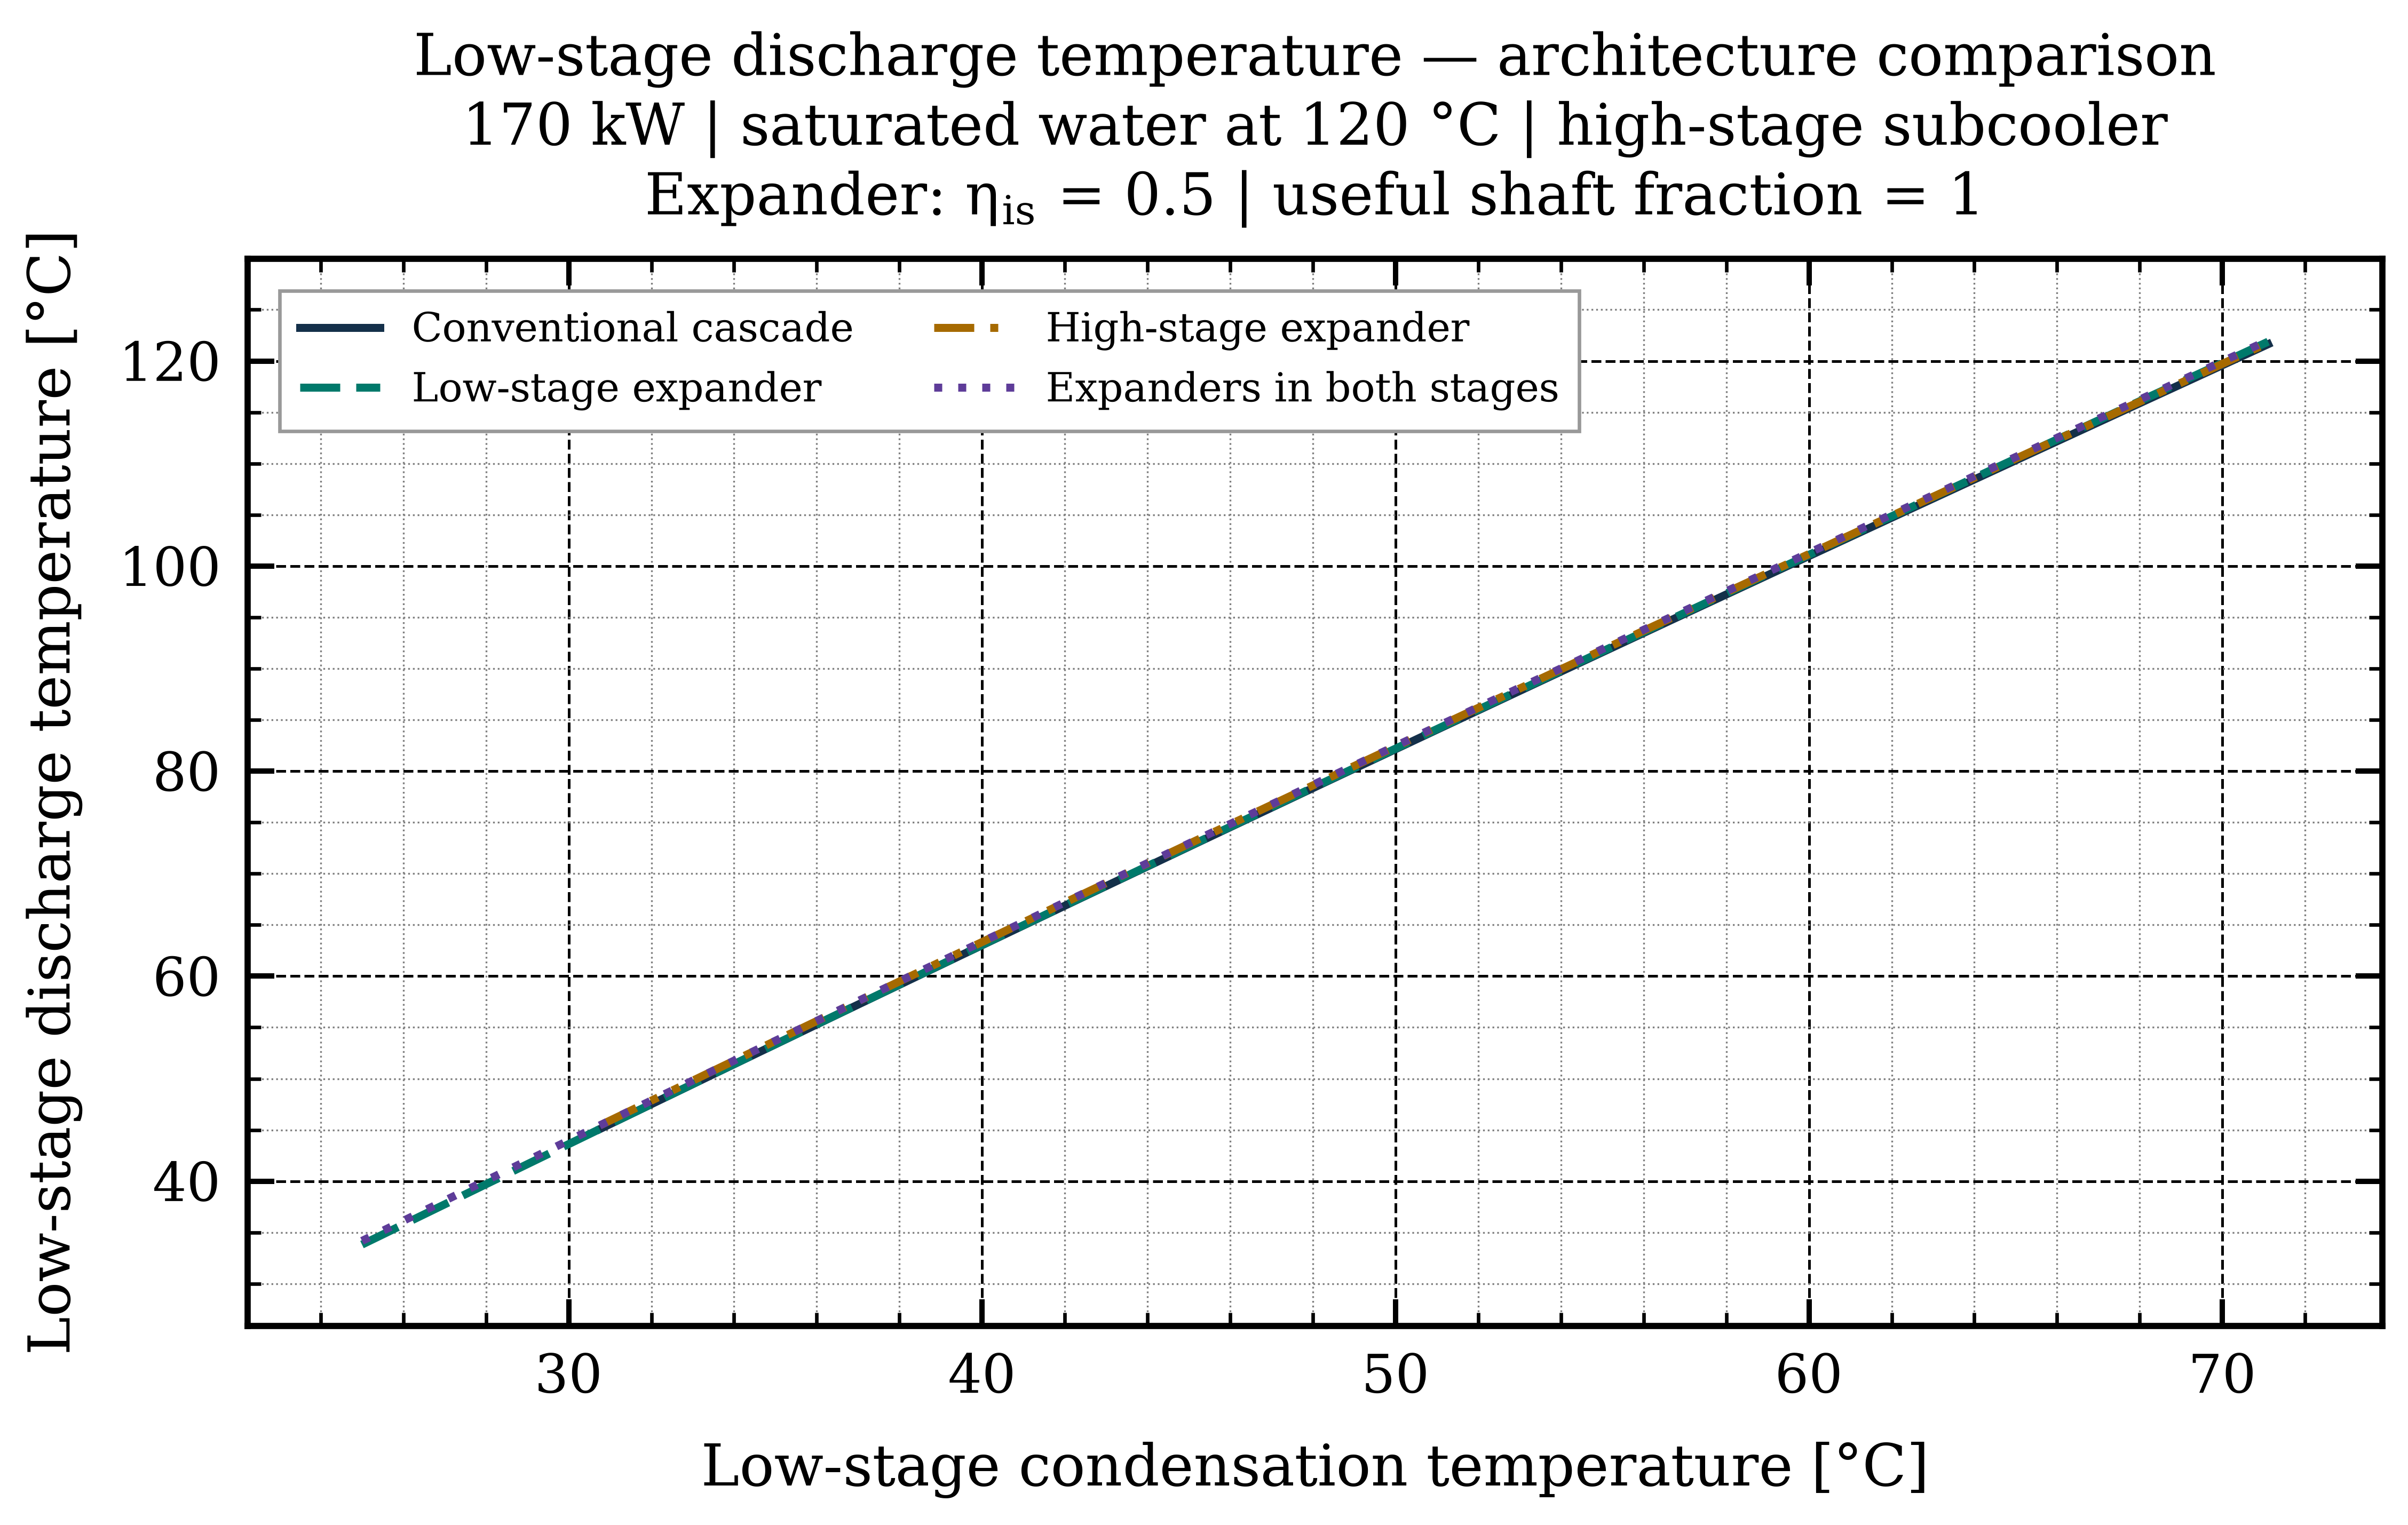 Low-stage discharge temperature — architecture comparison
170 kW | saturated water at 120 °C | high-stage subcooler
Expander: ηis = 0.5 | useful shaft fraction = 1
Low-stage discharge temperature [°C]
Conventional cascade
Low-stage expander
High-stage expander
Expanders in both stages
120
100
80
60
40
30 40 50 60 70
Low-stage condensation temperature [°C]